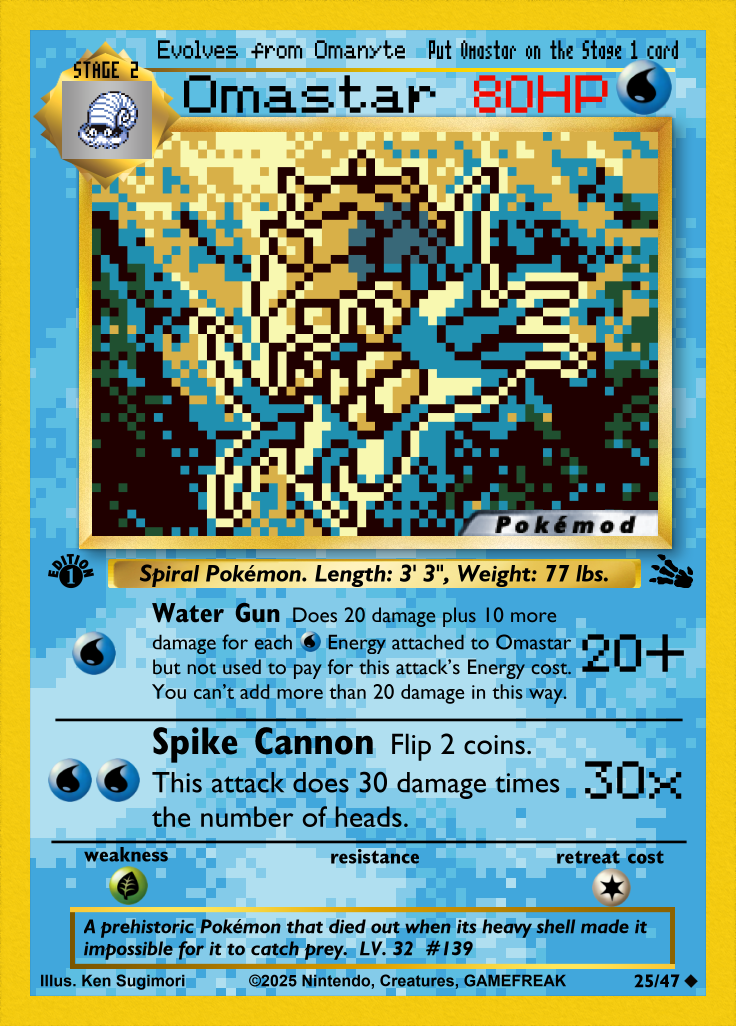 Evolves from Omanyte Put Omastar on the Stage 1 card
STAGE 2
Omastar 80HP
Pokémod
EDITION
1
Spiral Pokémon. Length: 3' 3", Weight: 77 lbs.
Water Gun Does 20 damage plus 10 more
damage for each Energy attached to Omastar
but not used to pay for this attack's Energy cost.
You can't add more than 20 damage in this way.
20+
Spike Cannon Flip 2 coins.
This attack does 30 damage times
the number of heads.
30x
weakness resistance retreat cost
A prehistoric Pokémon that died out when its heavy shell made it
impossible for it to catch prey. LV. 32 #139
Illus. Ken Sugimori ©2025 Nintendo, Creatures, GAMEFREAK 25/47